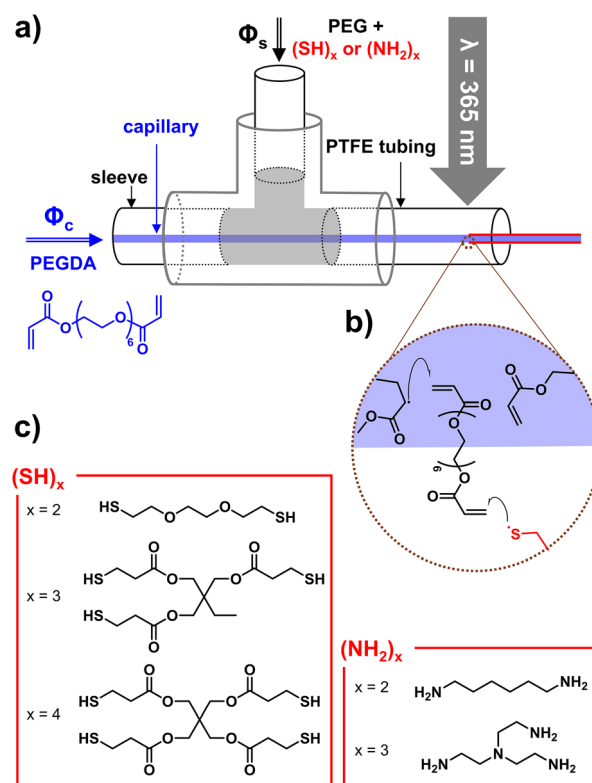 a)
Φs
PEG +
(SH)x or (NH2)x
λ = 365 nm
capillary
PTFE tubing
sleeve
Φc
PEGDA
O
O
O
6
O
b)
O
O
O
O
O
O
9
O
O
·S
c)
(SH)x
x = 2
HS
O
O
SH
x = 3
O
O
HS
O
O
SH
HS
O
O
x = 4
O
O
HS
O
O
SH
HS
O
O
SH
O
O
(NH2)x
x = 2
H2N
NH2
x = 3
NH2
H2N
N
NH2